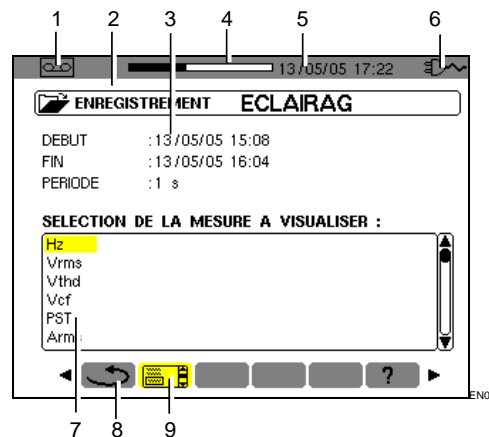 1 2 3 4 5 6
13/05/05 17:22
ENREGISTREMENT ECLAIRAG
DEBUT :13/05/05 15:08
FIN :13/05/05 16:04
PERIODE :1 s
SELECTION DE LA MESURE A VISUALISER :
Hz
Vrms
Vthd
Vcf
PST
Arms
?
EN0
7 8 9